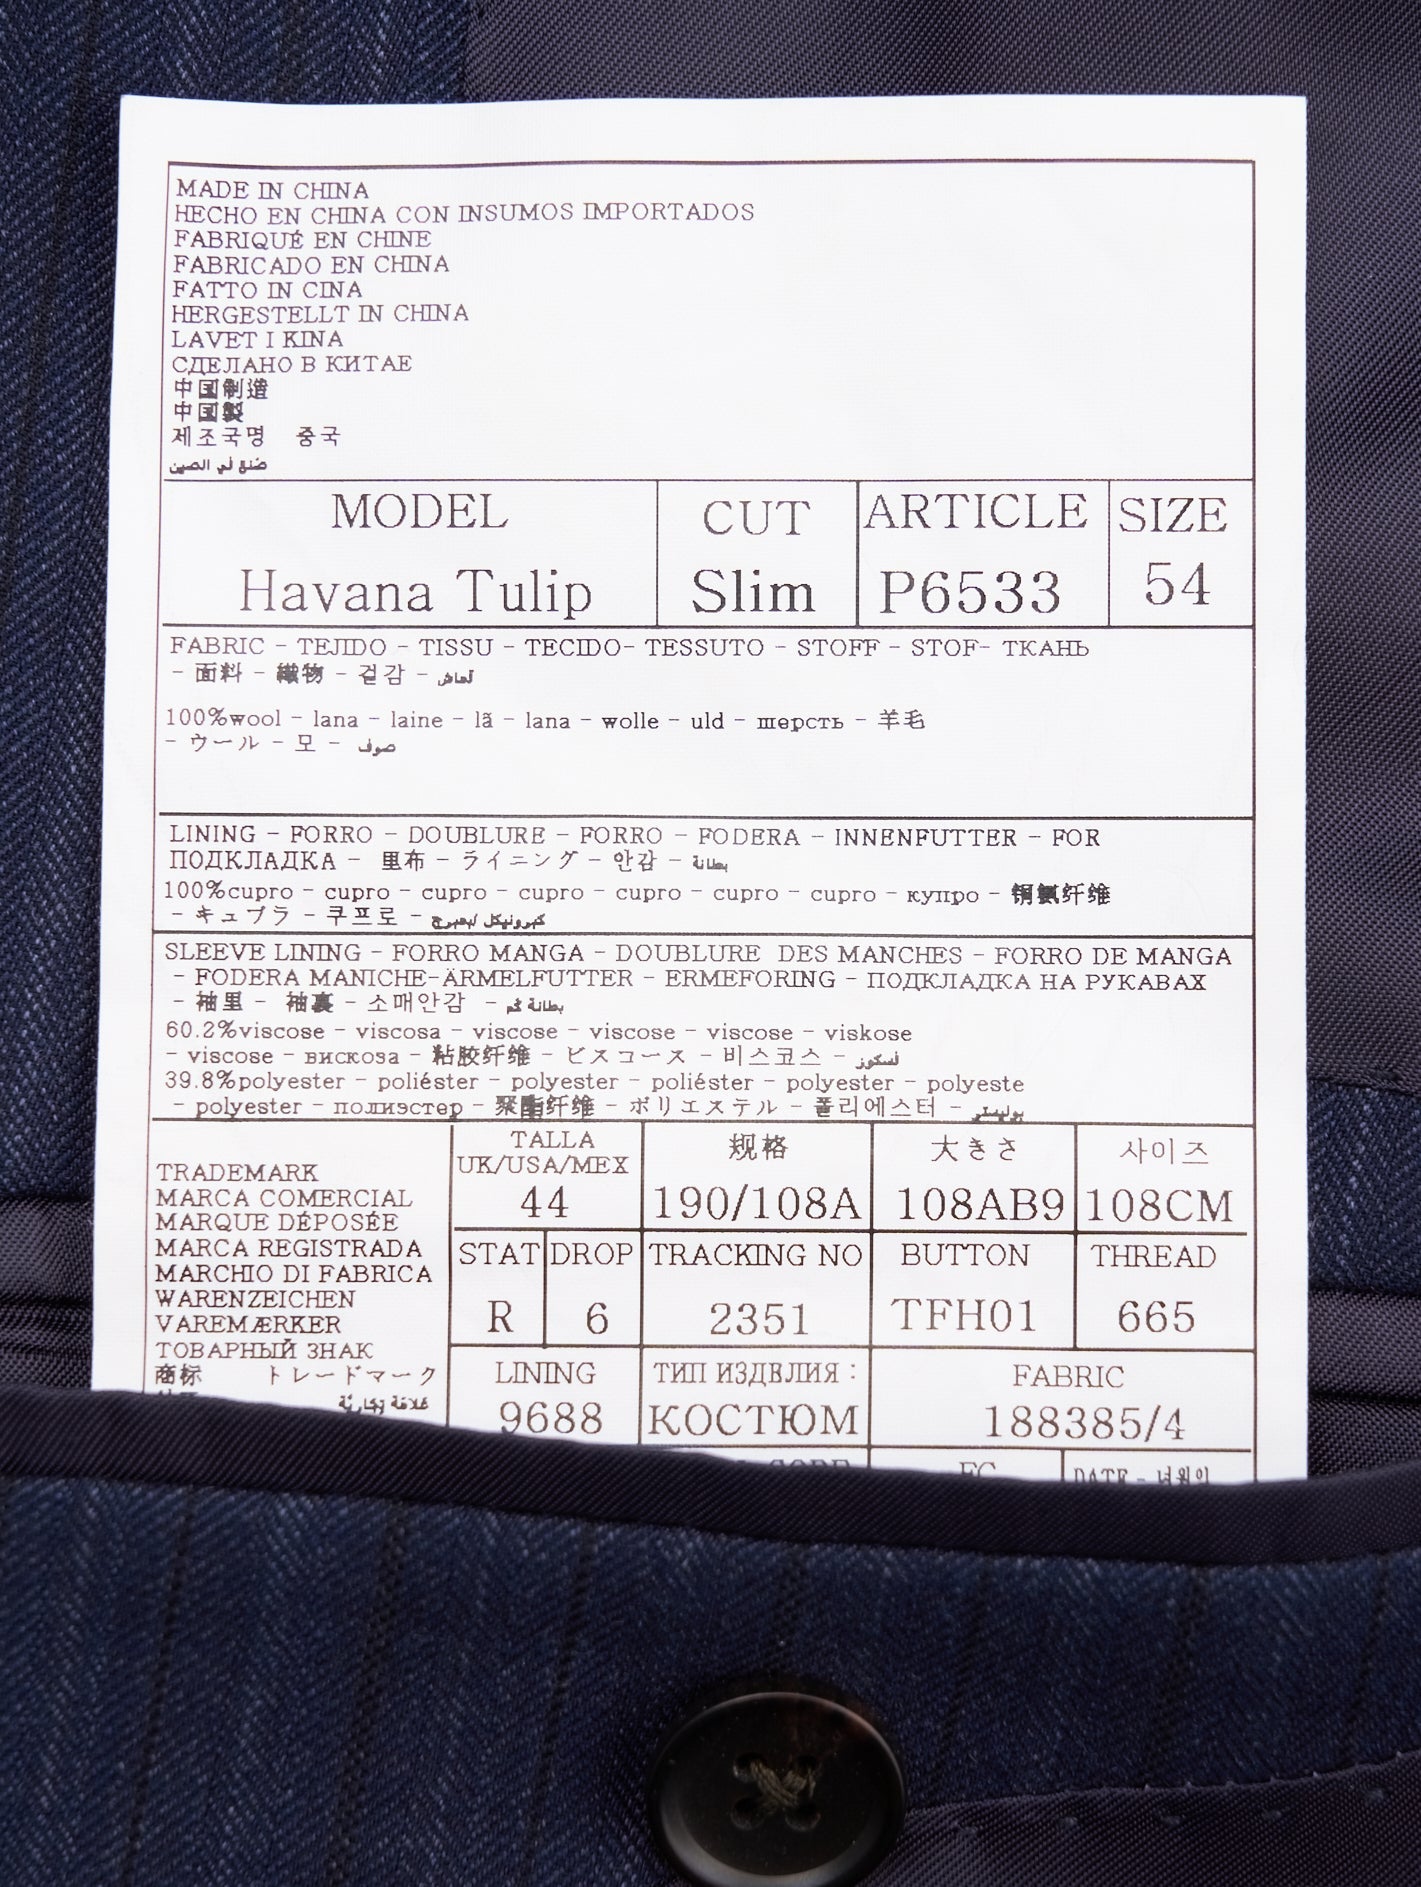 MADE IN CHINA
HECHO EN CHINA CON INSUMOS IMPORTADOS
FABRIQUÉ EN CHINE
FABRICADO EN CHINA
FATTO IN CINA
HERGESTELLT IN CHINA
LAVET I KINA
СДЕЛАНО В КИТАЕ
中国制造
中国製
제조국명 중국
صنع في الصين
MODEL CUT ARTICLE SIZE
Havana Tulip Slim P6533 54
FABRIC - TEJIDO - TISSU - TECIDO- TESSUTO - STOFF - STOF- ТКАНЬ
- 面料 - 織物 - 겉감 - قماش
100%wool - lana - laine - lã - lana - wolle - uld - шерсть - 羊毛
- ウール - 모 - صوف
LINING - FORRO - DOUBLURE - FORRO - FODERA - INNENFUTTER - FOR
ПОДКЛАДКА - 里布 - ライニング - 안감 - بطانة
100%cupro - cupro - cupro - cupro - cupro - cupro - cupro - купро - 铜氨纤维
- キュプラ - 쿠프로 -
SLEEVE LINING - FORRO MANGA - DOUBLURE DES MANCHES - FORRO DE MANGA
- FODERA MANICHE-ÄRMELFUTTER - ERMEFORING - ПОДКЛАДКА НА РУКАВАХ
- 袖里 - 袖裏 - 소매안감 - بطانة كم
60.2%viscose - viscosa - viscose - viscose - viscose - viskose
- viscose - вискоза - 粘胶纤维 - ビスコース - 비스코스 -
39.8%polyester - poliéster - polyester - poliéster - polyester - polyeste
- polyester - полиэстер - 聚酯纤维 - ポリエステル - 폴리에스터 -
TRADEMARK
MARCA COMERCIAL
MARQUE DÉPOSÉE
MARCA REGISTRADA
MARCHIO DI FABRICA
WARENZEICHEN
VAREMÆRKER
ТОВАРНЫЙ ЗНАК
商标 トレードマーク
علامة تجارية
TALLA 规格 大きさ 사이즈
UK/USA/MEX
44 190/108A 108AB9 108CM
STAT DROP TRACKING NO BUTTON THREAD
R 6 2351 TFH01 665
LINING ТИП ИЗДЕЛИЯ : FABRIC
9688 КОСТЮМ 188385/4
CODE FC DATE - 년월일